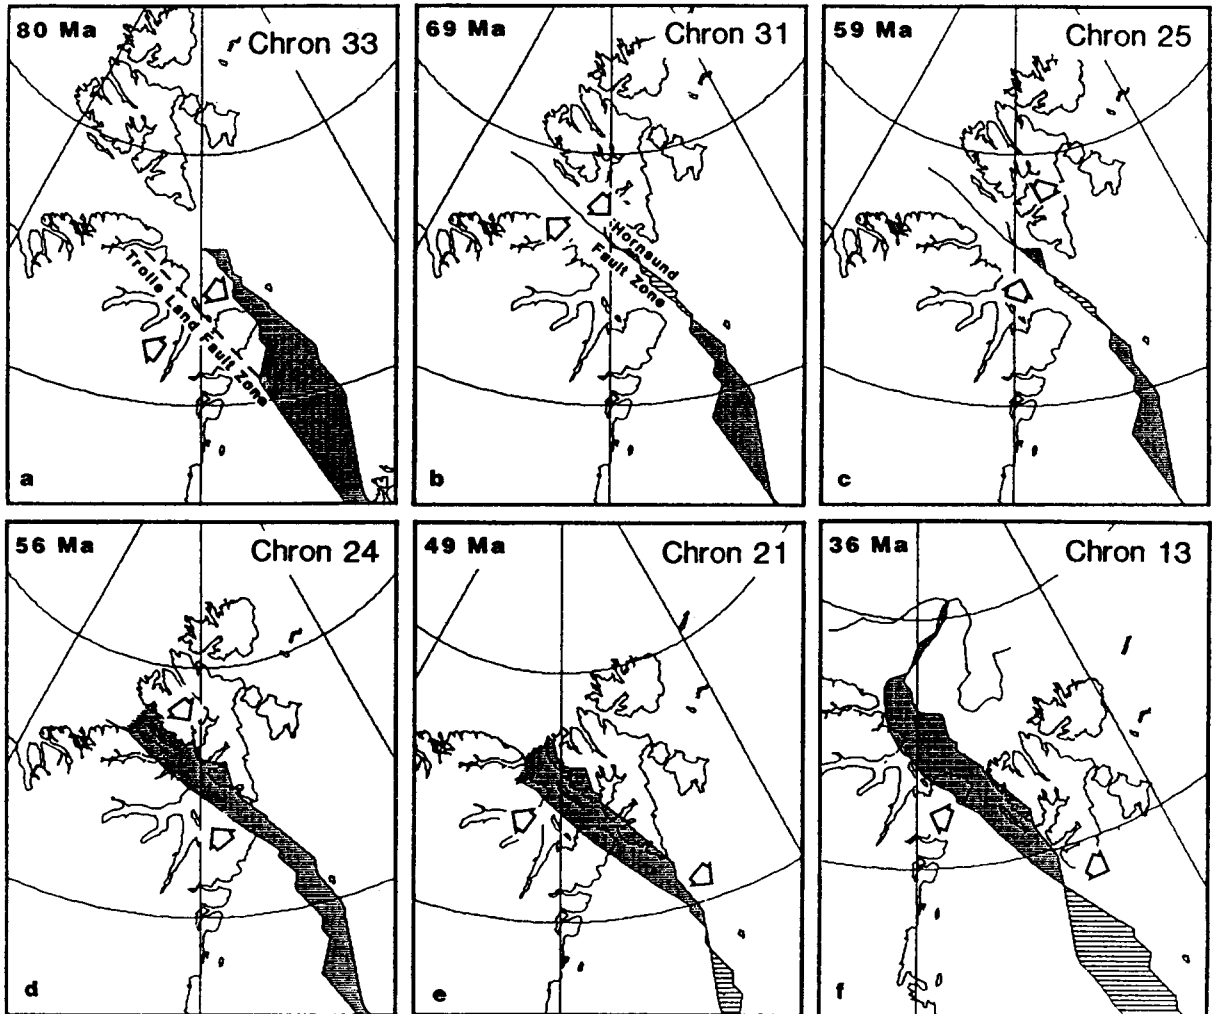 80 Ma
Chron 33
Trolle Land Fault Zone
a
69 Ma
Chron 31
Hornsund
Fault Zone
b
59 Ma
Chron 25
c
56 Ma
Chron 24
d
49 Ma
Chron 21
e
36 Ma
Chron 13
f